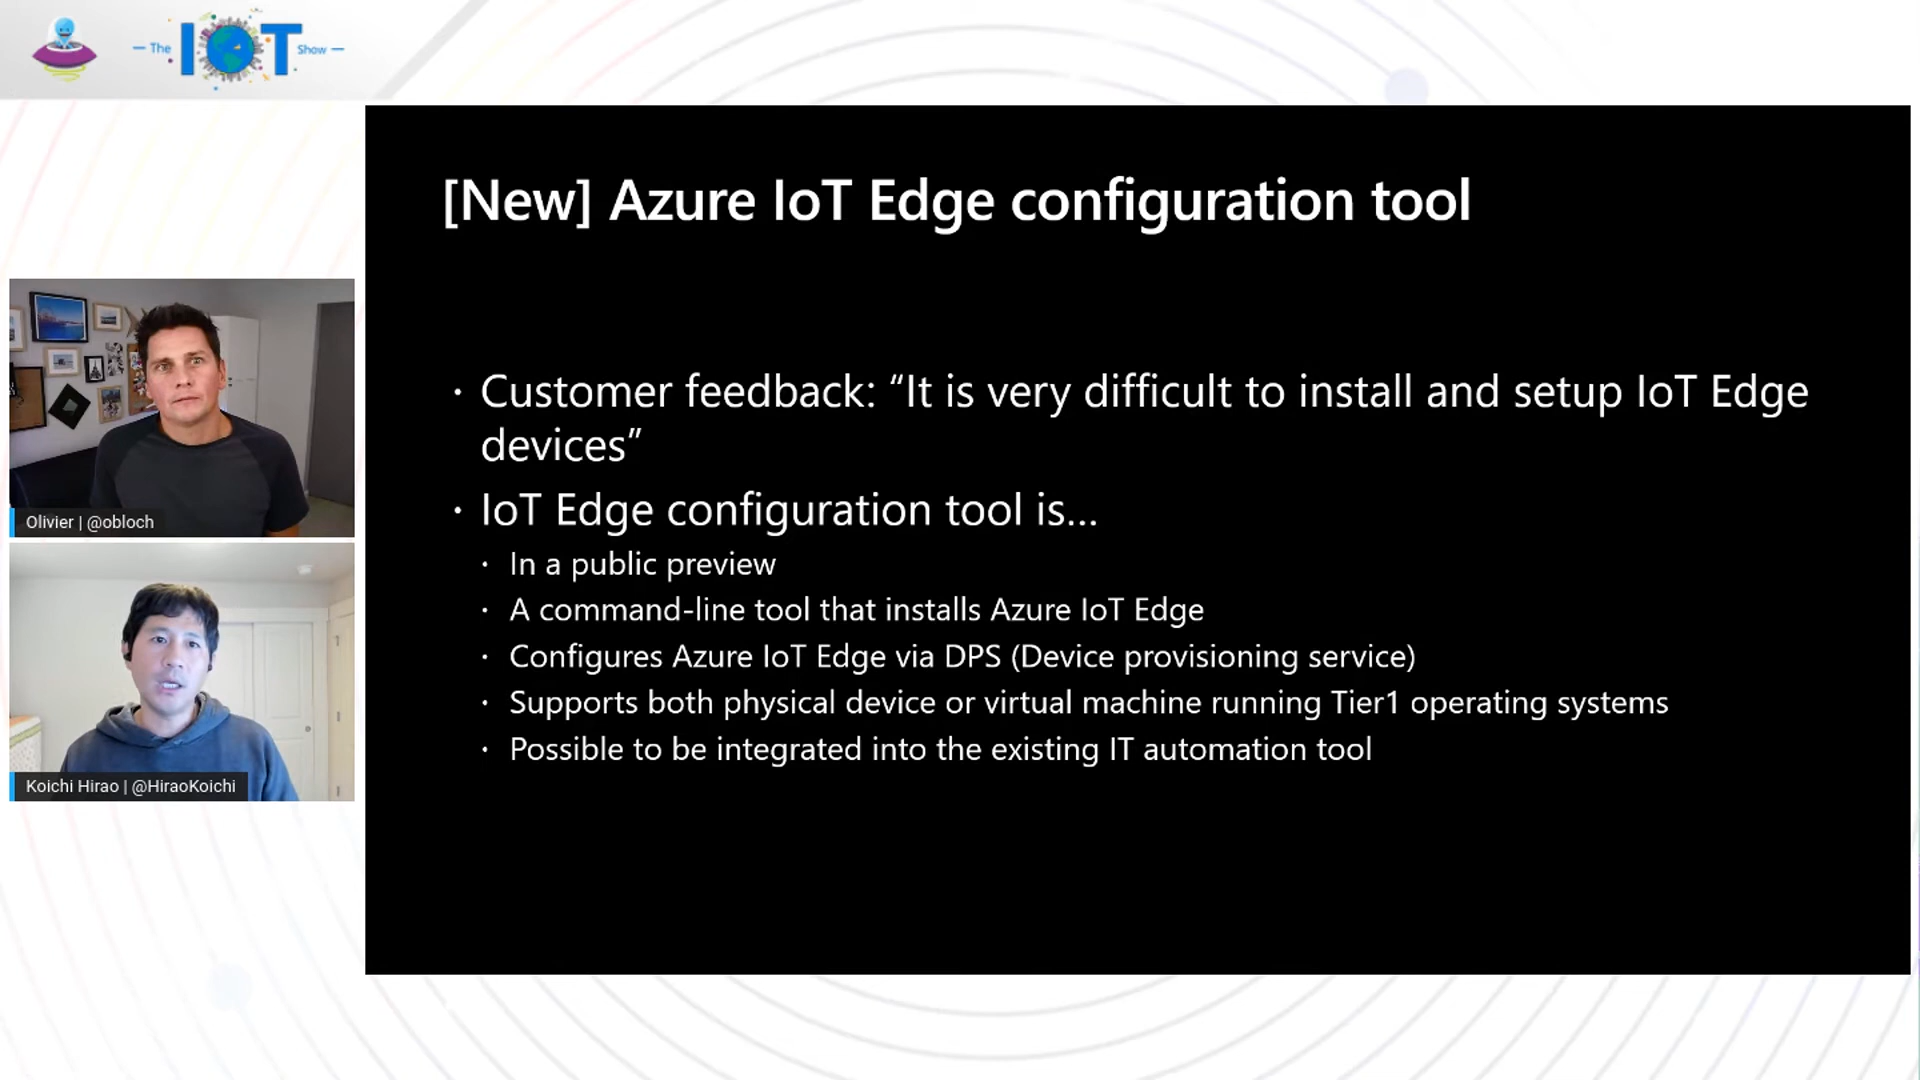 The IOT Show
[New] Azure IoT Edge configuration tool
· Customer feedback: “It is very difficult to install and setup IoT Edge
devices”
· IoT Edge configuration tool is...
· In a public preview
· A command-line tool that installs Azure IoT Edge
· Configures Azure IoT Edge via DPS (Device provisioning service)
· Supports both physical device or virtual machine running Tier1 operating systems
· Possible to be integrated into the existing IT automation tool
Olivier | @obloch
Koichi Hirao | @HiraoKoichi